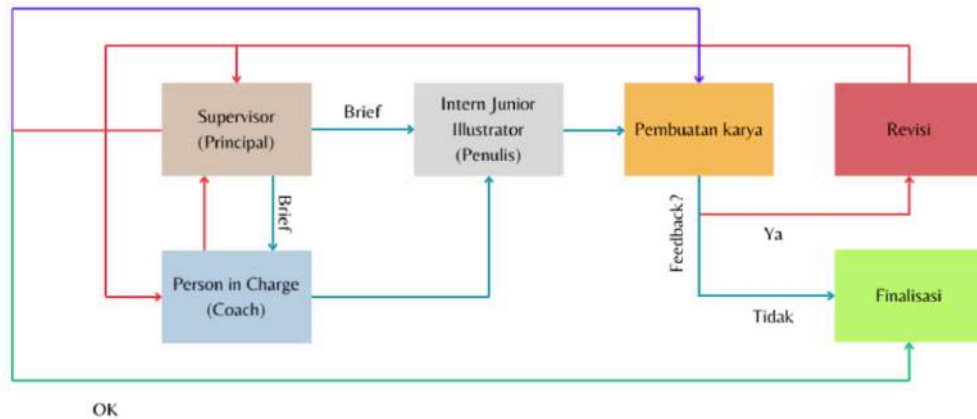 Supervisor
(Principal)
Brief
Intern Junior
Illustrator
(Penulis)
Pembuatan karya
Revisi
Brief
Feedback?
Ya
Person in Charge
(Coach)
Tidak
Finalisasi
OK